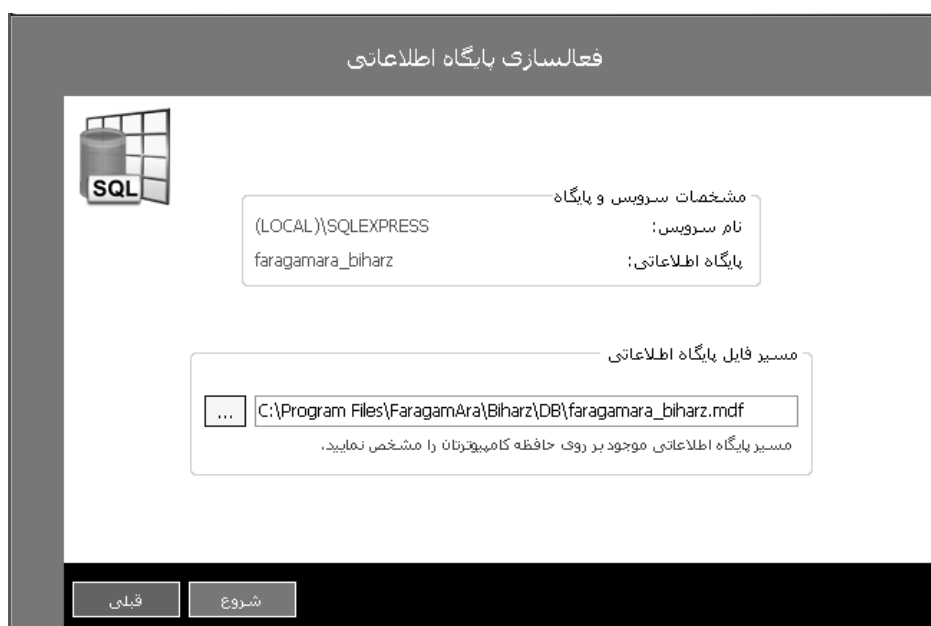 فعالسازی پایگاه اطلاعاتی
SQL
مشخصات سرویس و پایگاه
نام سرویس: (LOCAL)\SQLEXPRESS
پایگاه اطلاعاتی: faragamara_biharz
مسیر فایل پایگاه اطلاعاتی
... C:\Program Files\FaragamAra\Biharz\DB\faragamara_biharz.mdf
مسیر پایگاه اطلاعاتی موجود بر روی حافظه کامپیوترتان را مشخص نمایید.
شروع قبلی